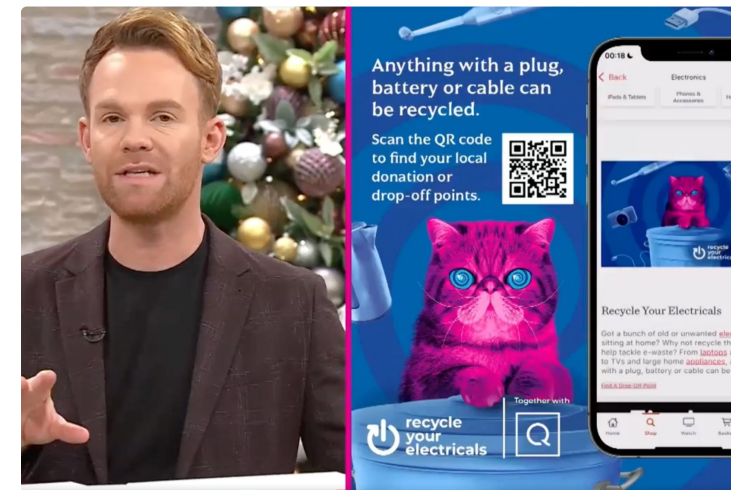 Anything with a plug,
battery or cable can
be recycled.
Scan the QR code
to find your local
donation or
drop-off points.
Together with
recycle
your
electricals
Q
00:18
Back
Electronics
iPads & Tablets
Phones &
Accessories
recycle
your
Recycle Your Electricals
Got a bunch of old or unwanted
sitting at home? Why not recycle
help tackle e-waste? From laptops
to TVs and large home appliances,
with a plug, battery or cable can be
Find A Drop-Off Point
Home
Shop
Watch